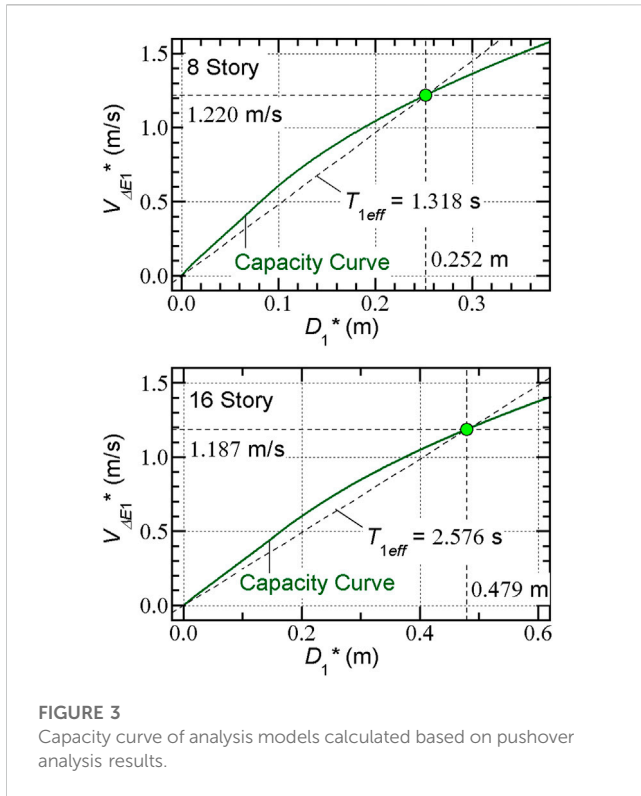 1.5
8 Story
1.220 m/s
1.0
V_ΔE1* (m/s)
0.5
T_1eff = 1.318 s
Capacity Curve
0.252 m
0.0
0.0 0.1 0.2 0.3
D_1* (m)
1.5
16 Story
1.187 m/s
1.0
V_ΔE1* (m/s)
0.5
T_1eff = 2.576 s
Capacity Curve
0.479 m
0.0
0.0 0.2 0.4 0.6
D_1* (m)
FIGURE 3
Capacity curve of analysis models calculated based on pushover
analysis results.